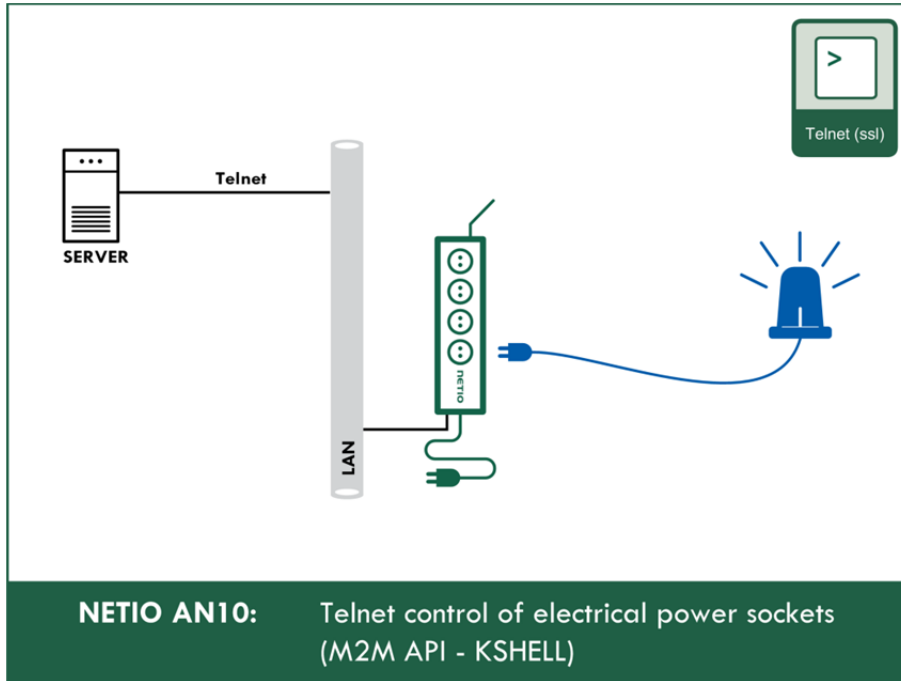 >
Telnet (ssl)
Telnet
SERVER
NETIO
LAN
NETIO AN10: Telnet control of electrical power sockets
(M2M API - KSHELL)